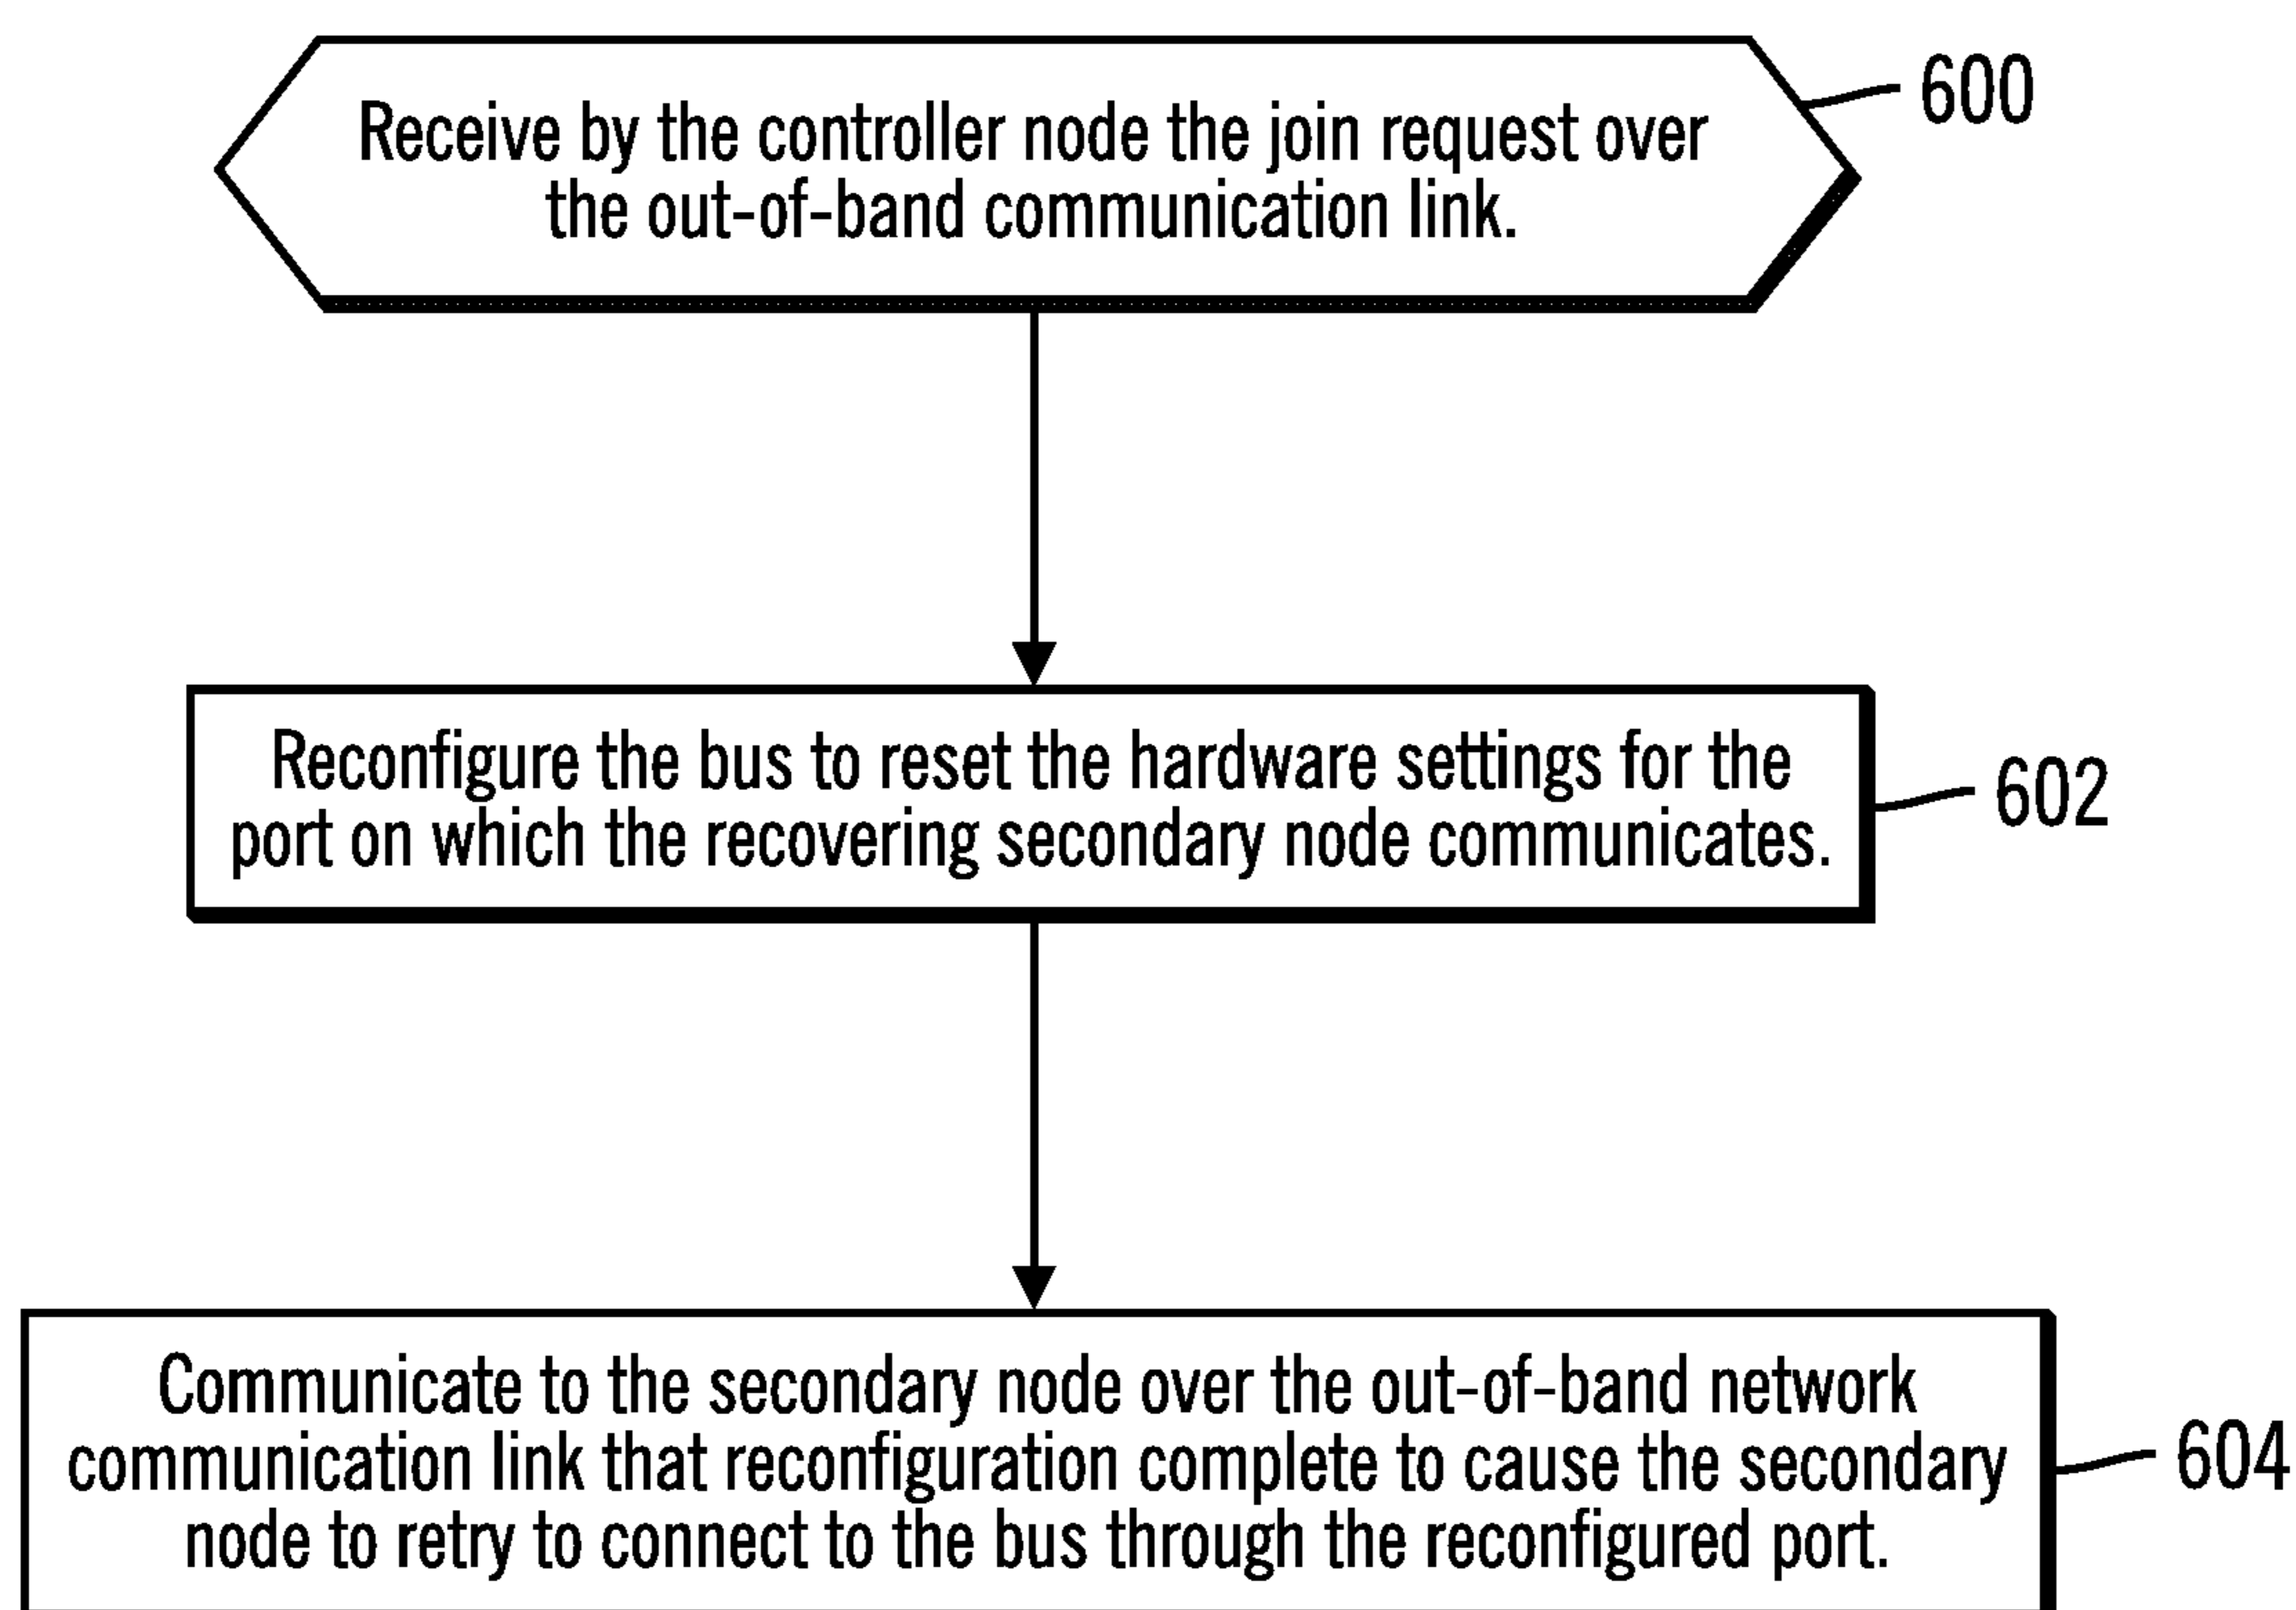 Receive by the controller node the join request over
the out-of-band communication link.
600
Reconfigure the bus to reset the hardware settings for the
port on which the recovering secondary node communicates.
602
Communicate to the secondary node over the out-of-band network
communication link that reconfiguration complete to cause the secondary
node to retry to connect to the bus through the reconfigured port.
604